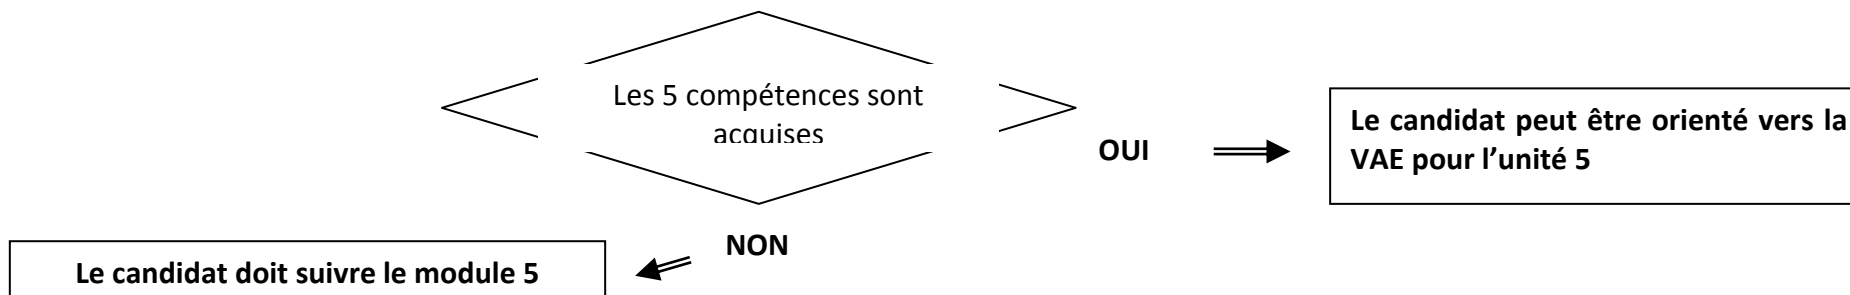 Les 5 compétences sont
acquises
OUI
Le candidat peut être orienté vers la
VAE pour l’unité 5
NON
Le candidat doit suivre le module 5